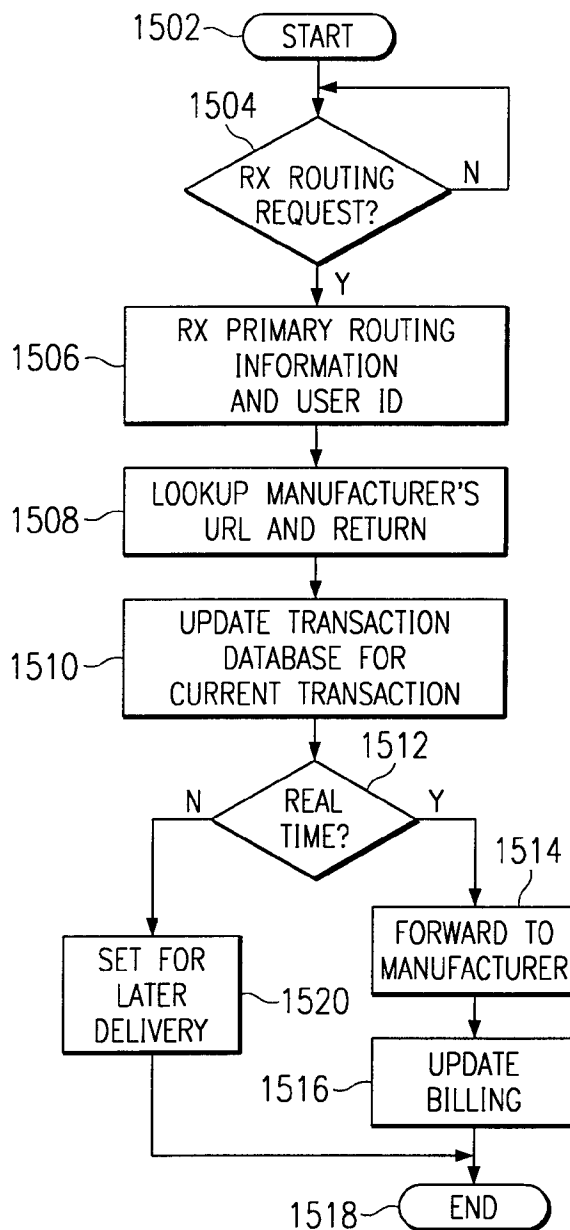 1502
START
1504
RX ROUTING
REQUEST?
N
Y
1506
RX PRIMARY ROUTING
INFORMATION
AND USER ID
1508
LOOKUP MANUFACTURER'S
URL AND RETURN
1510
UPDATE TRANSACTION
DATABASE FOR
CURRENT TRANSACTION
1512
N
REAL
TIME?
Y
1514
FORWARD TO
MANUFACTURER
SET FOR
LATER
DELIVERY
1520
1516
UPDATE
BILLING
1518
END